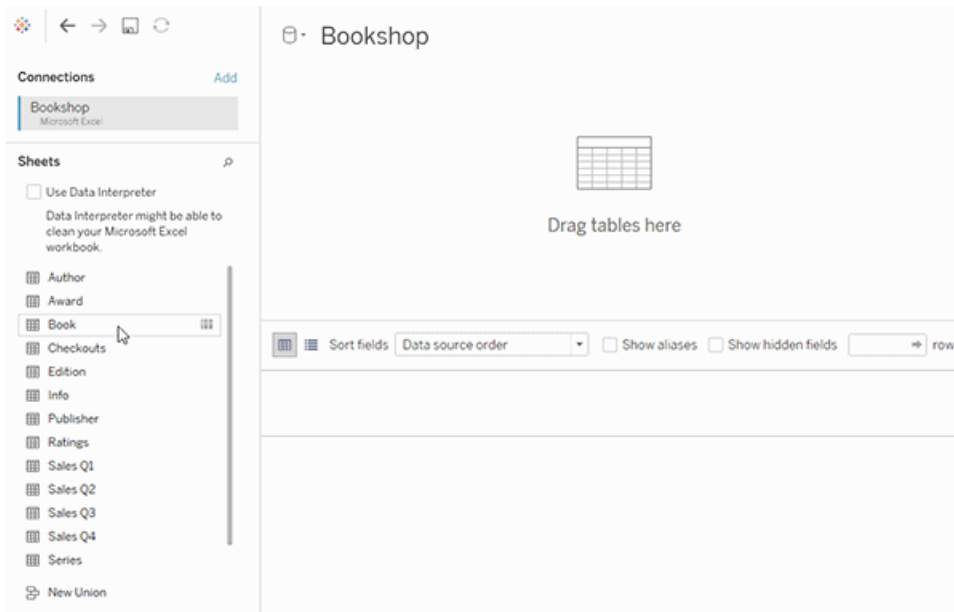 Bookshop
Connections
Add
Bookshop
Microsoft Excel
Sheets
Use Data Interpreter
Data Interpreter might be able to
clean your Microsoft Excel
workbook.
Author
Award
Book
Checkouts
Edition
Info
Publisher
Ratings
Sales Q1
Sales Q2
Sales Q3
Sales Q4
Series
New Union
Drag tables here
Sort fields
Data source order
Show aliases
Show hidden fields
row